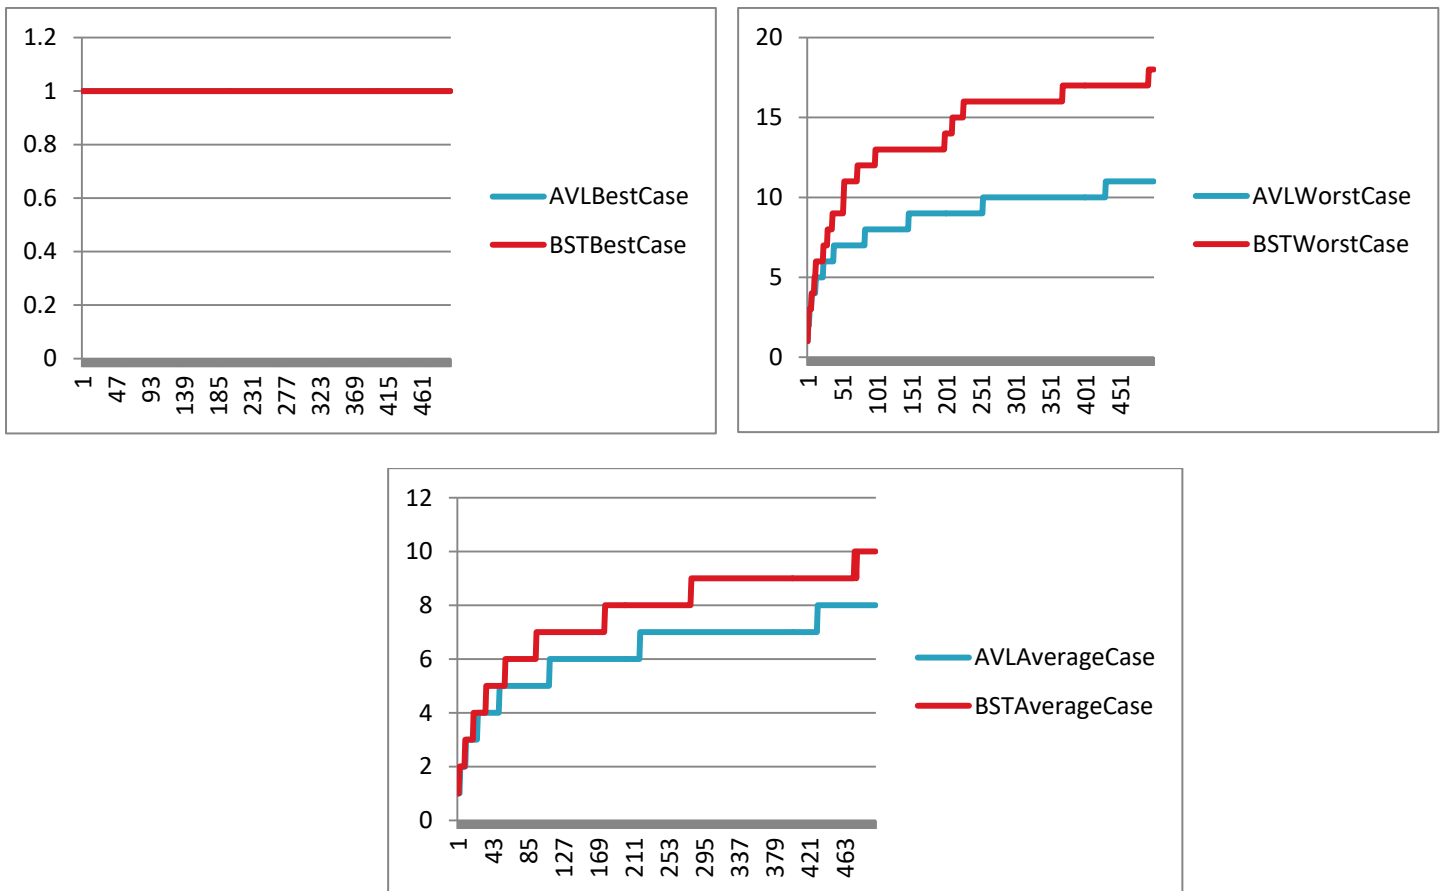 1.2
1
0.8
0.6
0.4
0.2
0
1 47 93 139 185 231 277 323 369 415 461
AVLBestCase
BSTBestCase
20
15
10
5
0
1 51 101 151 201 251 301 351 401 451
AVLWorstCase
BSTWorstCase
12
10
8
6
4
2
0
1 43 85 127 169 211 253 295 337 379 421 463
AVLAverageCase
BSTAverageCase